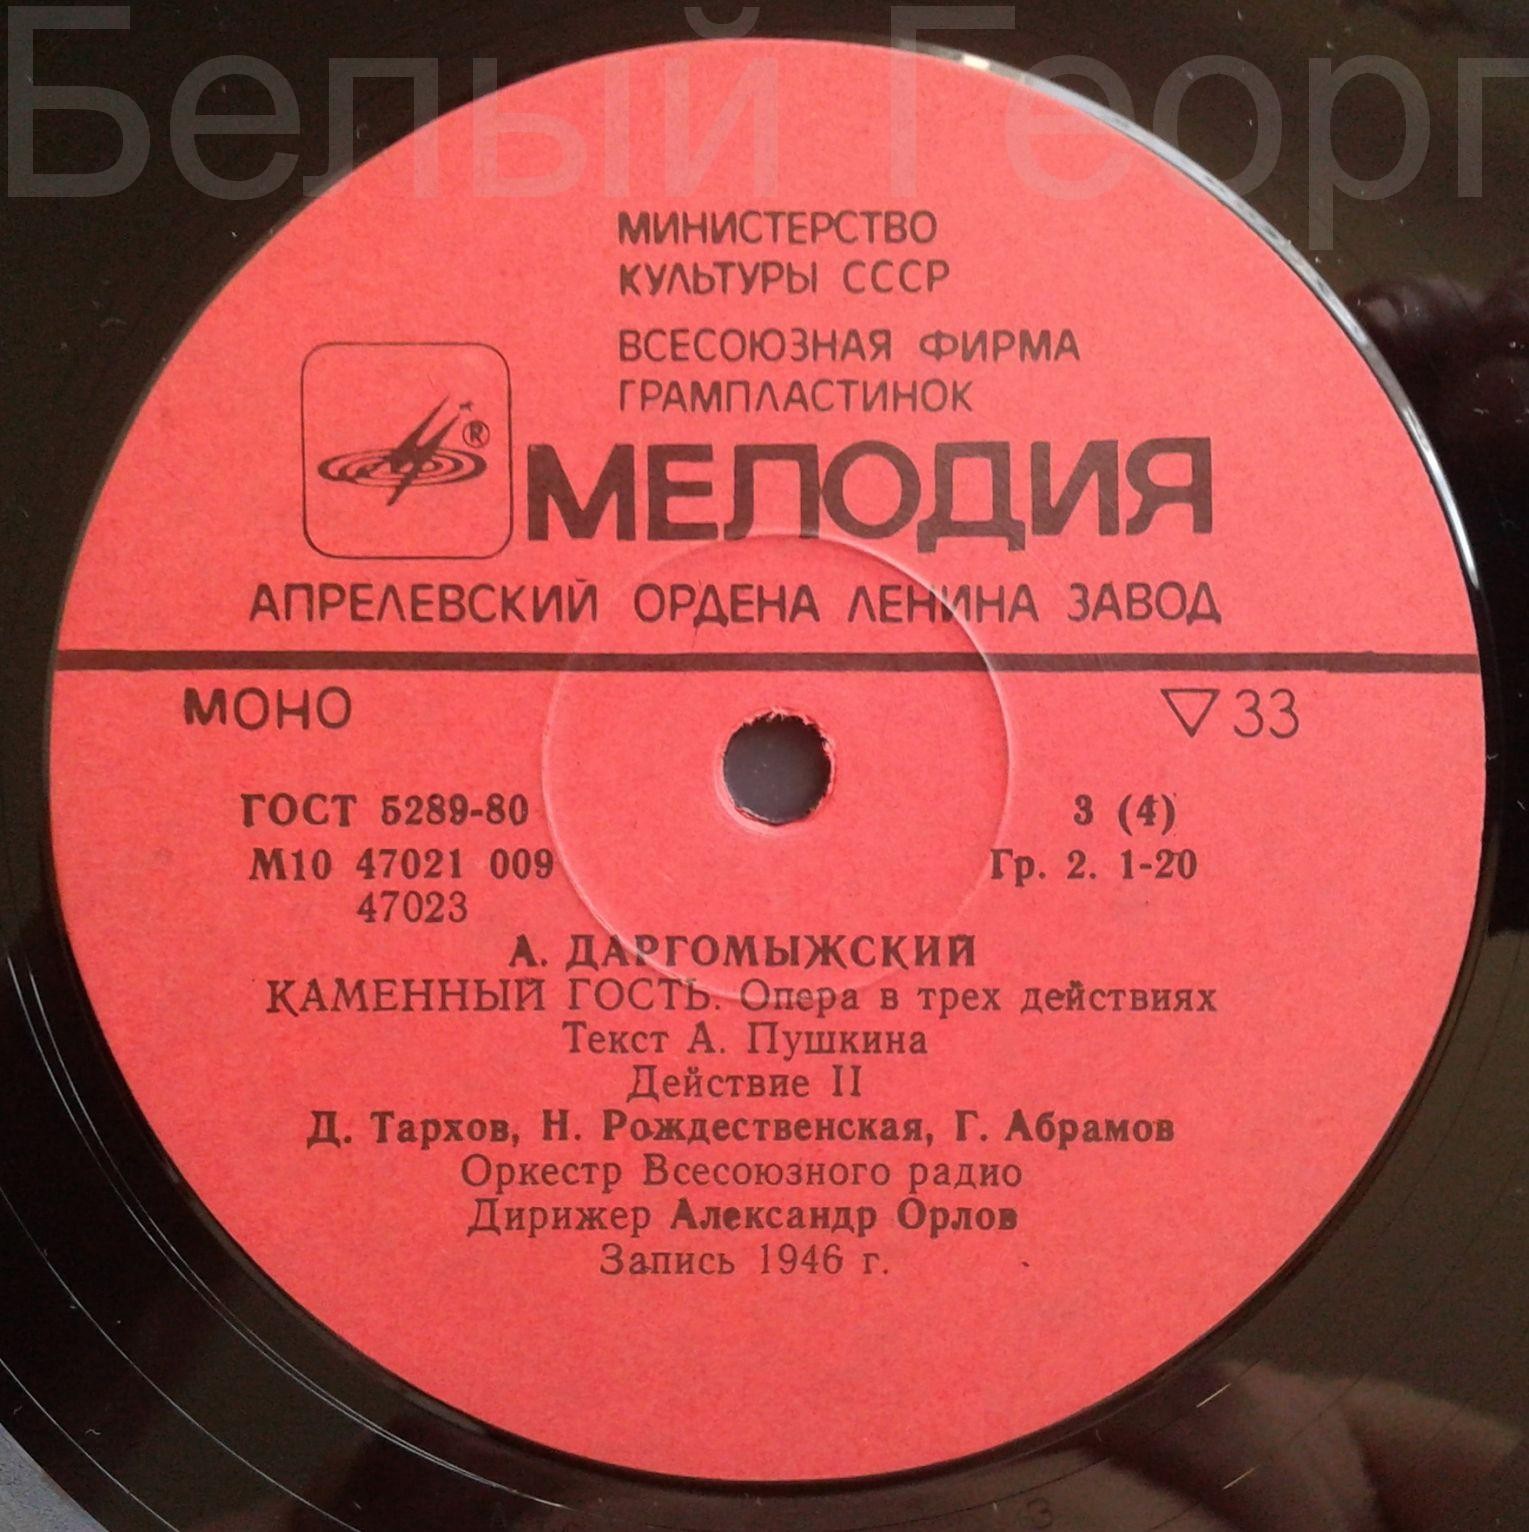 Белый Георг
МИНИСТЕРСТВО
КУЛЬТУРЫ СССР
ВСЕСОЮЗНАЯ ФИРМА
ГРАМПЛАСТИНОК
®
МЕЛОДИЯ
АПРЕЛЕВСКИЙ ОРДЕНА ЛЕНИНА ЗАВОД
МОНО ▽33
ГОСТ 5289-80 3 (4)
М10 47021 009 Гр. 2. 1-20
47023
А. ДАРГОМЫЖСКИЙ
КАМЕННЫЙ ГОСТЬ. Опера в трех действиях
Текст А. Пушкина
Действие II
Д. Тархов, Н. Рождественская, Г. Абрамов
Оркестр Всесоюзного радио
Дирижер Александр Орлов
Запись 1946 г.